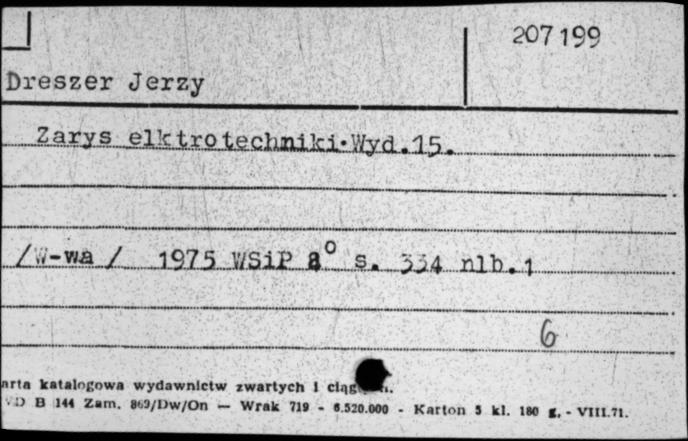 207199
Dreszer Jerzy
Zarys elktrotechniki.Wyd.15.
/W-wa / 1975 WSiP 8° s. 334 nlb.1
6
arta katalogowa wydawnictw zwartych i
VD B 144 Zam. 869/Dw/On — Wrak 719 - 6.520.000 - Karton 5 kl. 180 g. - VIII.71.